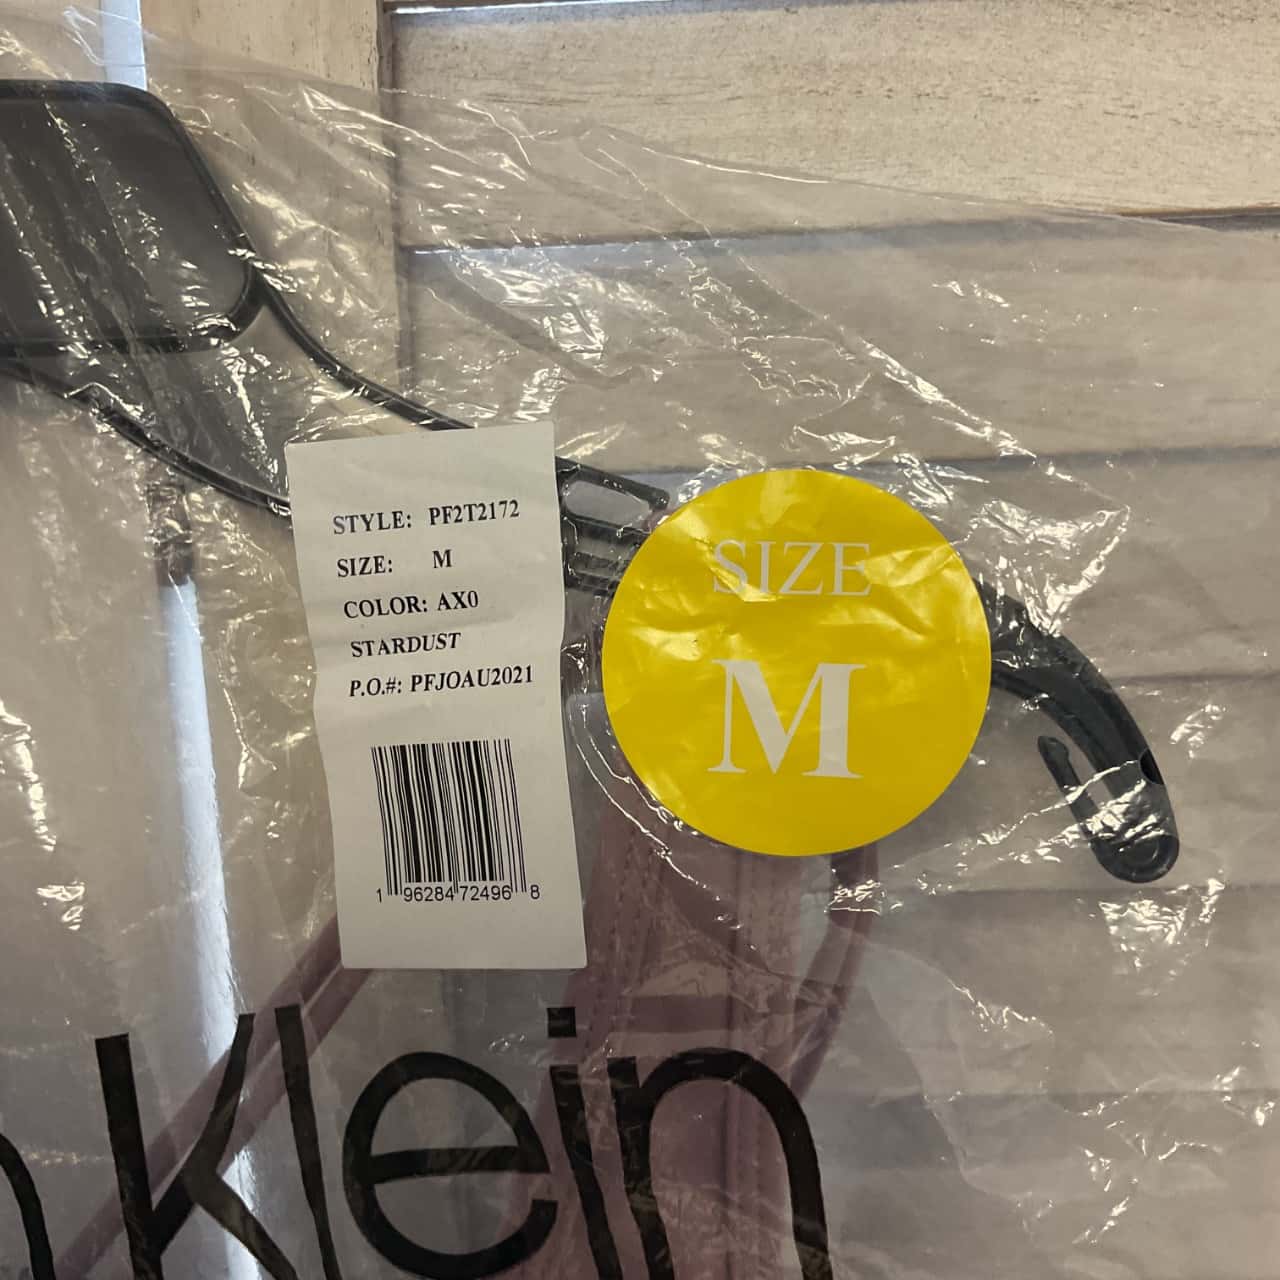 STYLE: PF2T2172
SIZE: M
COLOR: AX0
STARDUST
P.O.#: PFJOAU2021
1 96284 72496 8
SIZE
M
n klein